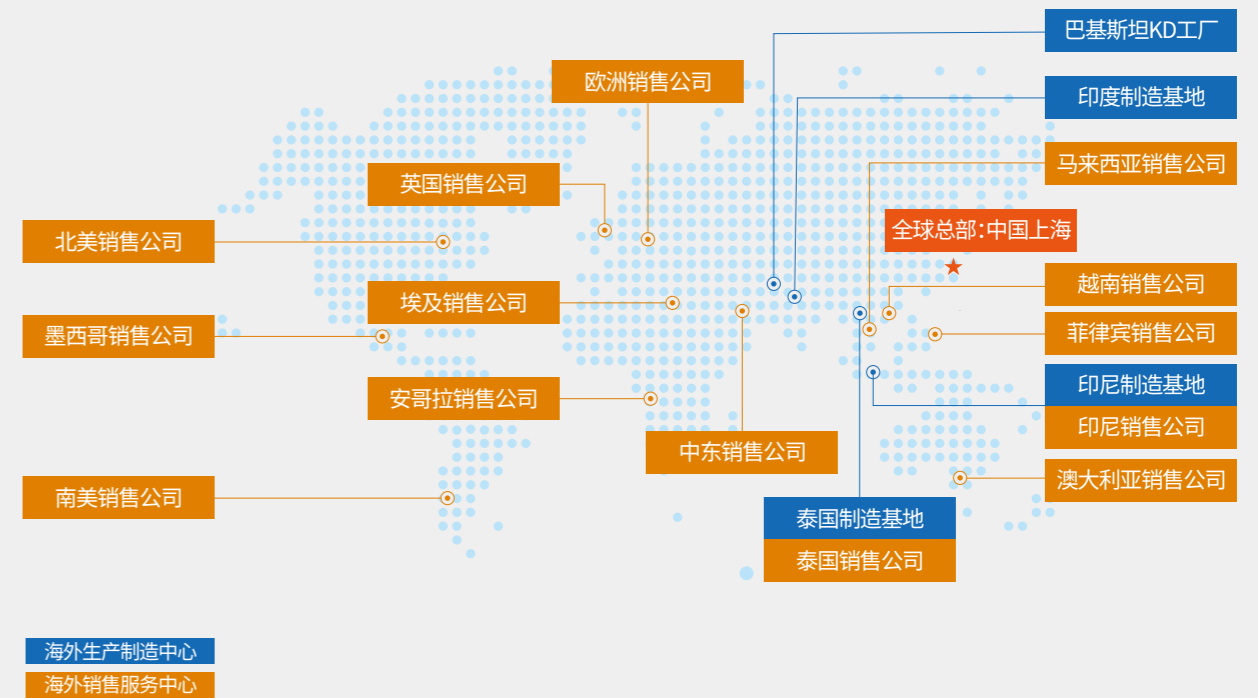 巴基斯坦KD工厂
欧洲销售公司
印度制造基地
马来西亚销售公司
英国销售公司
全球总部:中国上海
北美销售公司
越南销售公司
埃及销售公司
菲律宾销售公司
墨西哥销售公司
印尼制造基地
安哥拉销售公司
印尼销售公司
中东销售公司
澳大利亚销售公司
南美销售公司
泰国制造基地
泰国销售公司
海外生产制造中心
海外销售服务中心